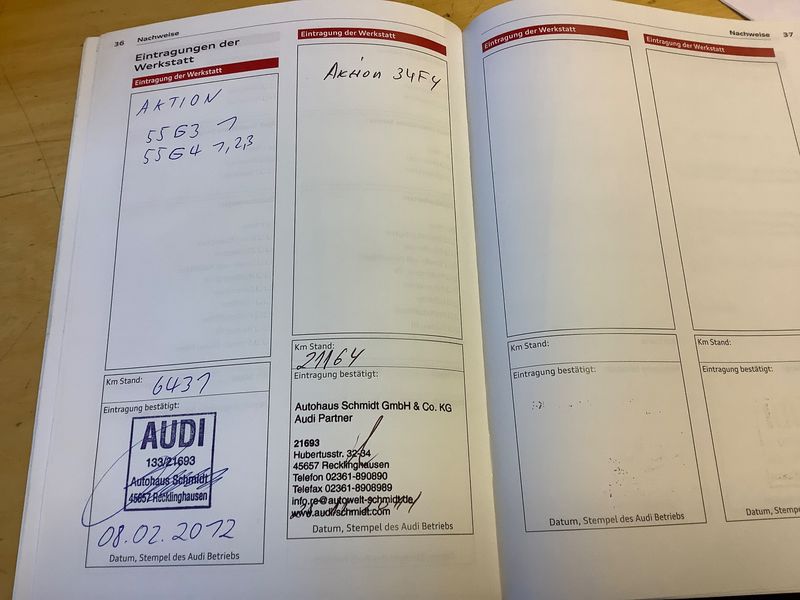 36 Nachweise
Eintragungen der
Werkstatt
Eintragung der Werkstatt
AKTION
55G3 1
55G4 1,2,3
Km Stand: 6431
Eintragung bestätigt:
AUDI
133/21693
Autohaus Schmidt
45657 Recklinghausen
08.02.2012
Datum, Stempel des Audi Betriebs
Eintragung der Werkstatt
Aktion 34F4
Km Stand:
21164
Eintragung bestätigt:
Autohaus Schmidt GmbH & Co. KG
Audi Partner
21693
Hubertusstr. 32-34
45657 Recklinghausen
Telefon 02361-890890
Telefax 02361-8908989
info.re@autowelt-schmidt.de
www.audi-schmidt.com
Datum, Stempel des Audi Betriebs
Nachweise 37
Eintragung der Werkstatt
Km Stand:
Eintragung bestätigt:
Datum, Stempel des Audi Betriebs
Eintragung der Werkstatt
Km Stand:
Eintragung bestätigt:
Datum, Stempel